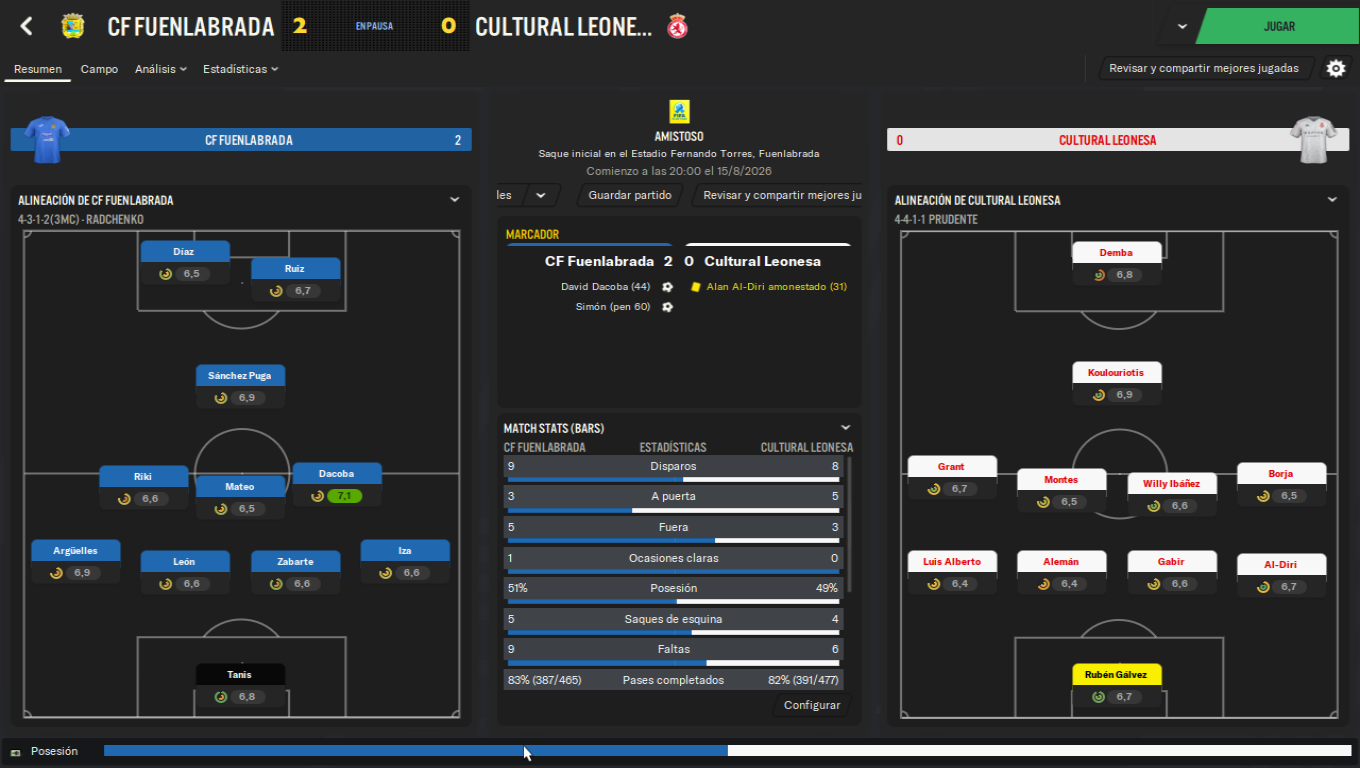 CF FUENLABRADA 2 EN PAUSA 0 CULTURAL LEONE...
JUGAR
Resumen Campo Análisis Estadísticas
Revisar y compartir mejores jugadas
CF FUENLABRADA 2
ALINEACIÓN DE CF FUENLABRADA
4-3-1-2(3MC) - RADCHENKO
Díaz
6,5
Ruiz
6,7
Sánchez Puga
6,9
Riki
6,6
Mateo
6,5
Dacoba
7,1
Argüelles
6,9
León
6,6
Zabarte
6,6
Iza
6,6
Tanis
6,8
AMISTOSO
Saque inicial en el Estadio Fernando Torres, Fuenlabrada
Comienzo a las 20:00 el 15/8/2026
les Guardar partido Revisar y compartir mejores ju
MARCADOR
CF Fuenlabrada 2 0 Cultural Leonesa
David Dacoba (44) Alan Al-Diri amonestado (31)
Simón (pen 60)
MATCH STATS (BARS)
CF FUENLABRADA ESTADÍSTICAS CULTURAL LEONESA
9 Disparos 8
3 A puerta 5
5 Fuera 3
1 Ocasiones claras 0
51% Posesión 49%
5 Saques de esquina 4
9 Faltas 6
83% (387/465) Pases completados 82% (391/477)
Configurar
0 CULTURAL LEONESA
ALINEACIÓN DE CULTURAL LEONESA
4-4-1-1 PRUDENTE
Demba
6,8
Koulouriotis
6,9
Grant
6,7
Montes
6,5
Willy Ibáñez
6,6
Borja
6,5
Luis Alberto
6,4
Alemán
6,4
Gabir
6,6
Al-Diri
6,7
Rubén Gálvez
6,7
Posesión